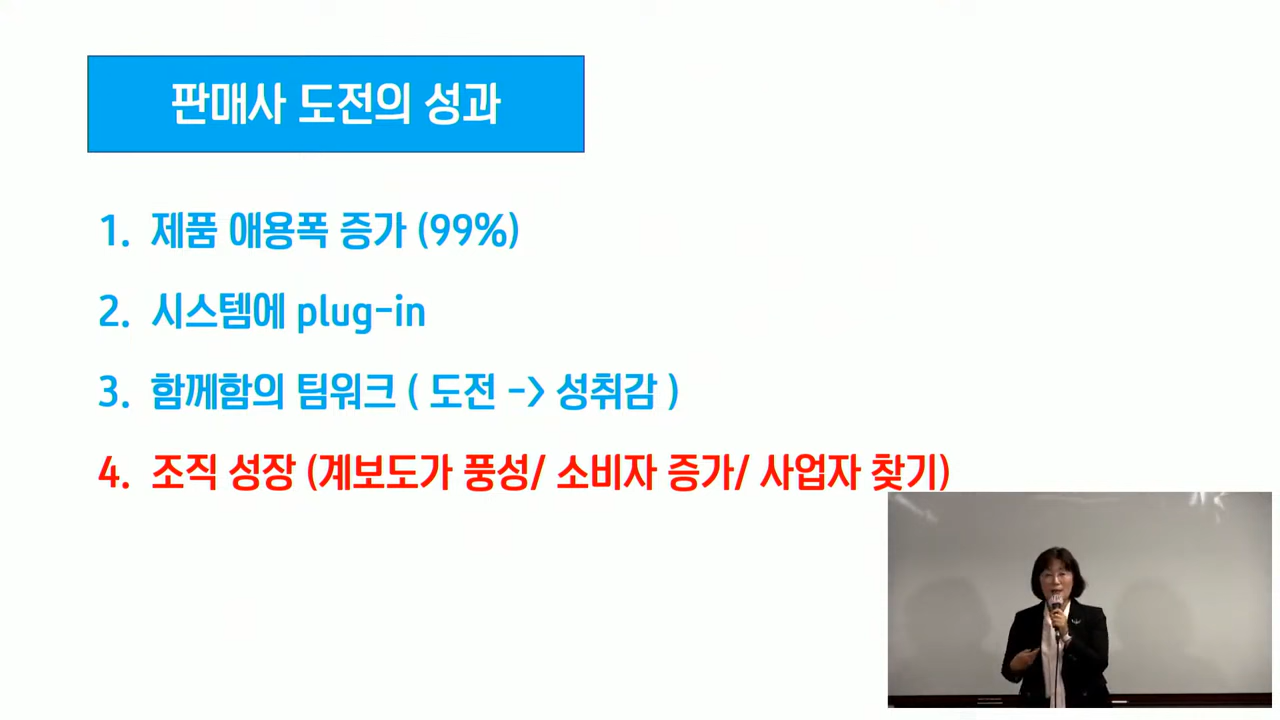 판매사 도전의 성과
1. 제품 애용폭 증가 (99%)
2. 시스템에 plug-in
3. 함께함의 팀워크 ( 도전 -> 성취감 )
4. 조직 성장 (계보도가 풍성/ 소비자 증가/ 사업자 찾기)